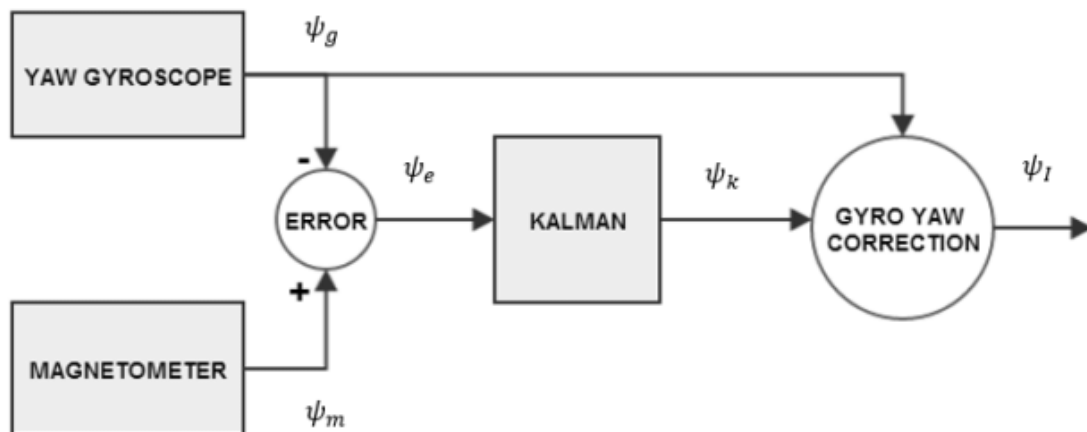 ψg
YAW GYROSCOPE
-
ψe
ψk
ψI
ERROR
KALMAN
GYRO YAW
CORRECTION
+
MAGNETOMETER
ψm